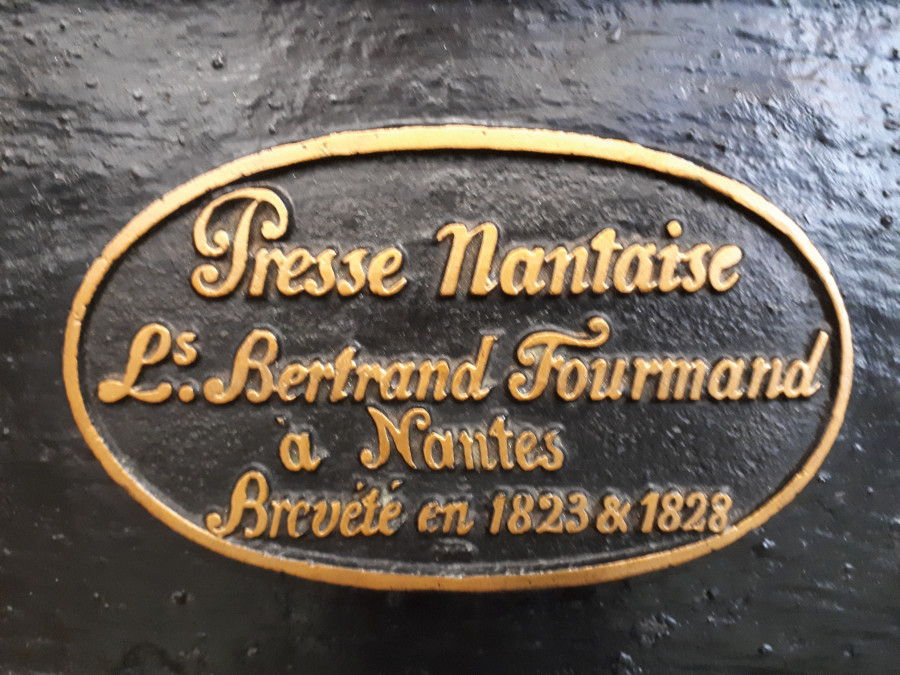 Presse Nantaise
Ls. Bertrand Fourmand
à Nantes
Brevété en 1823 & 1828